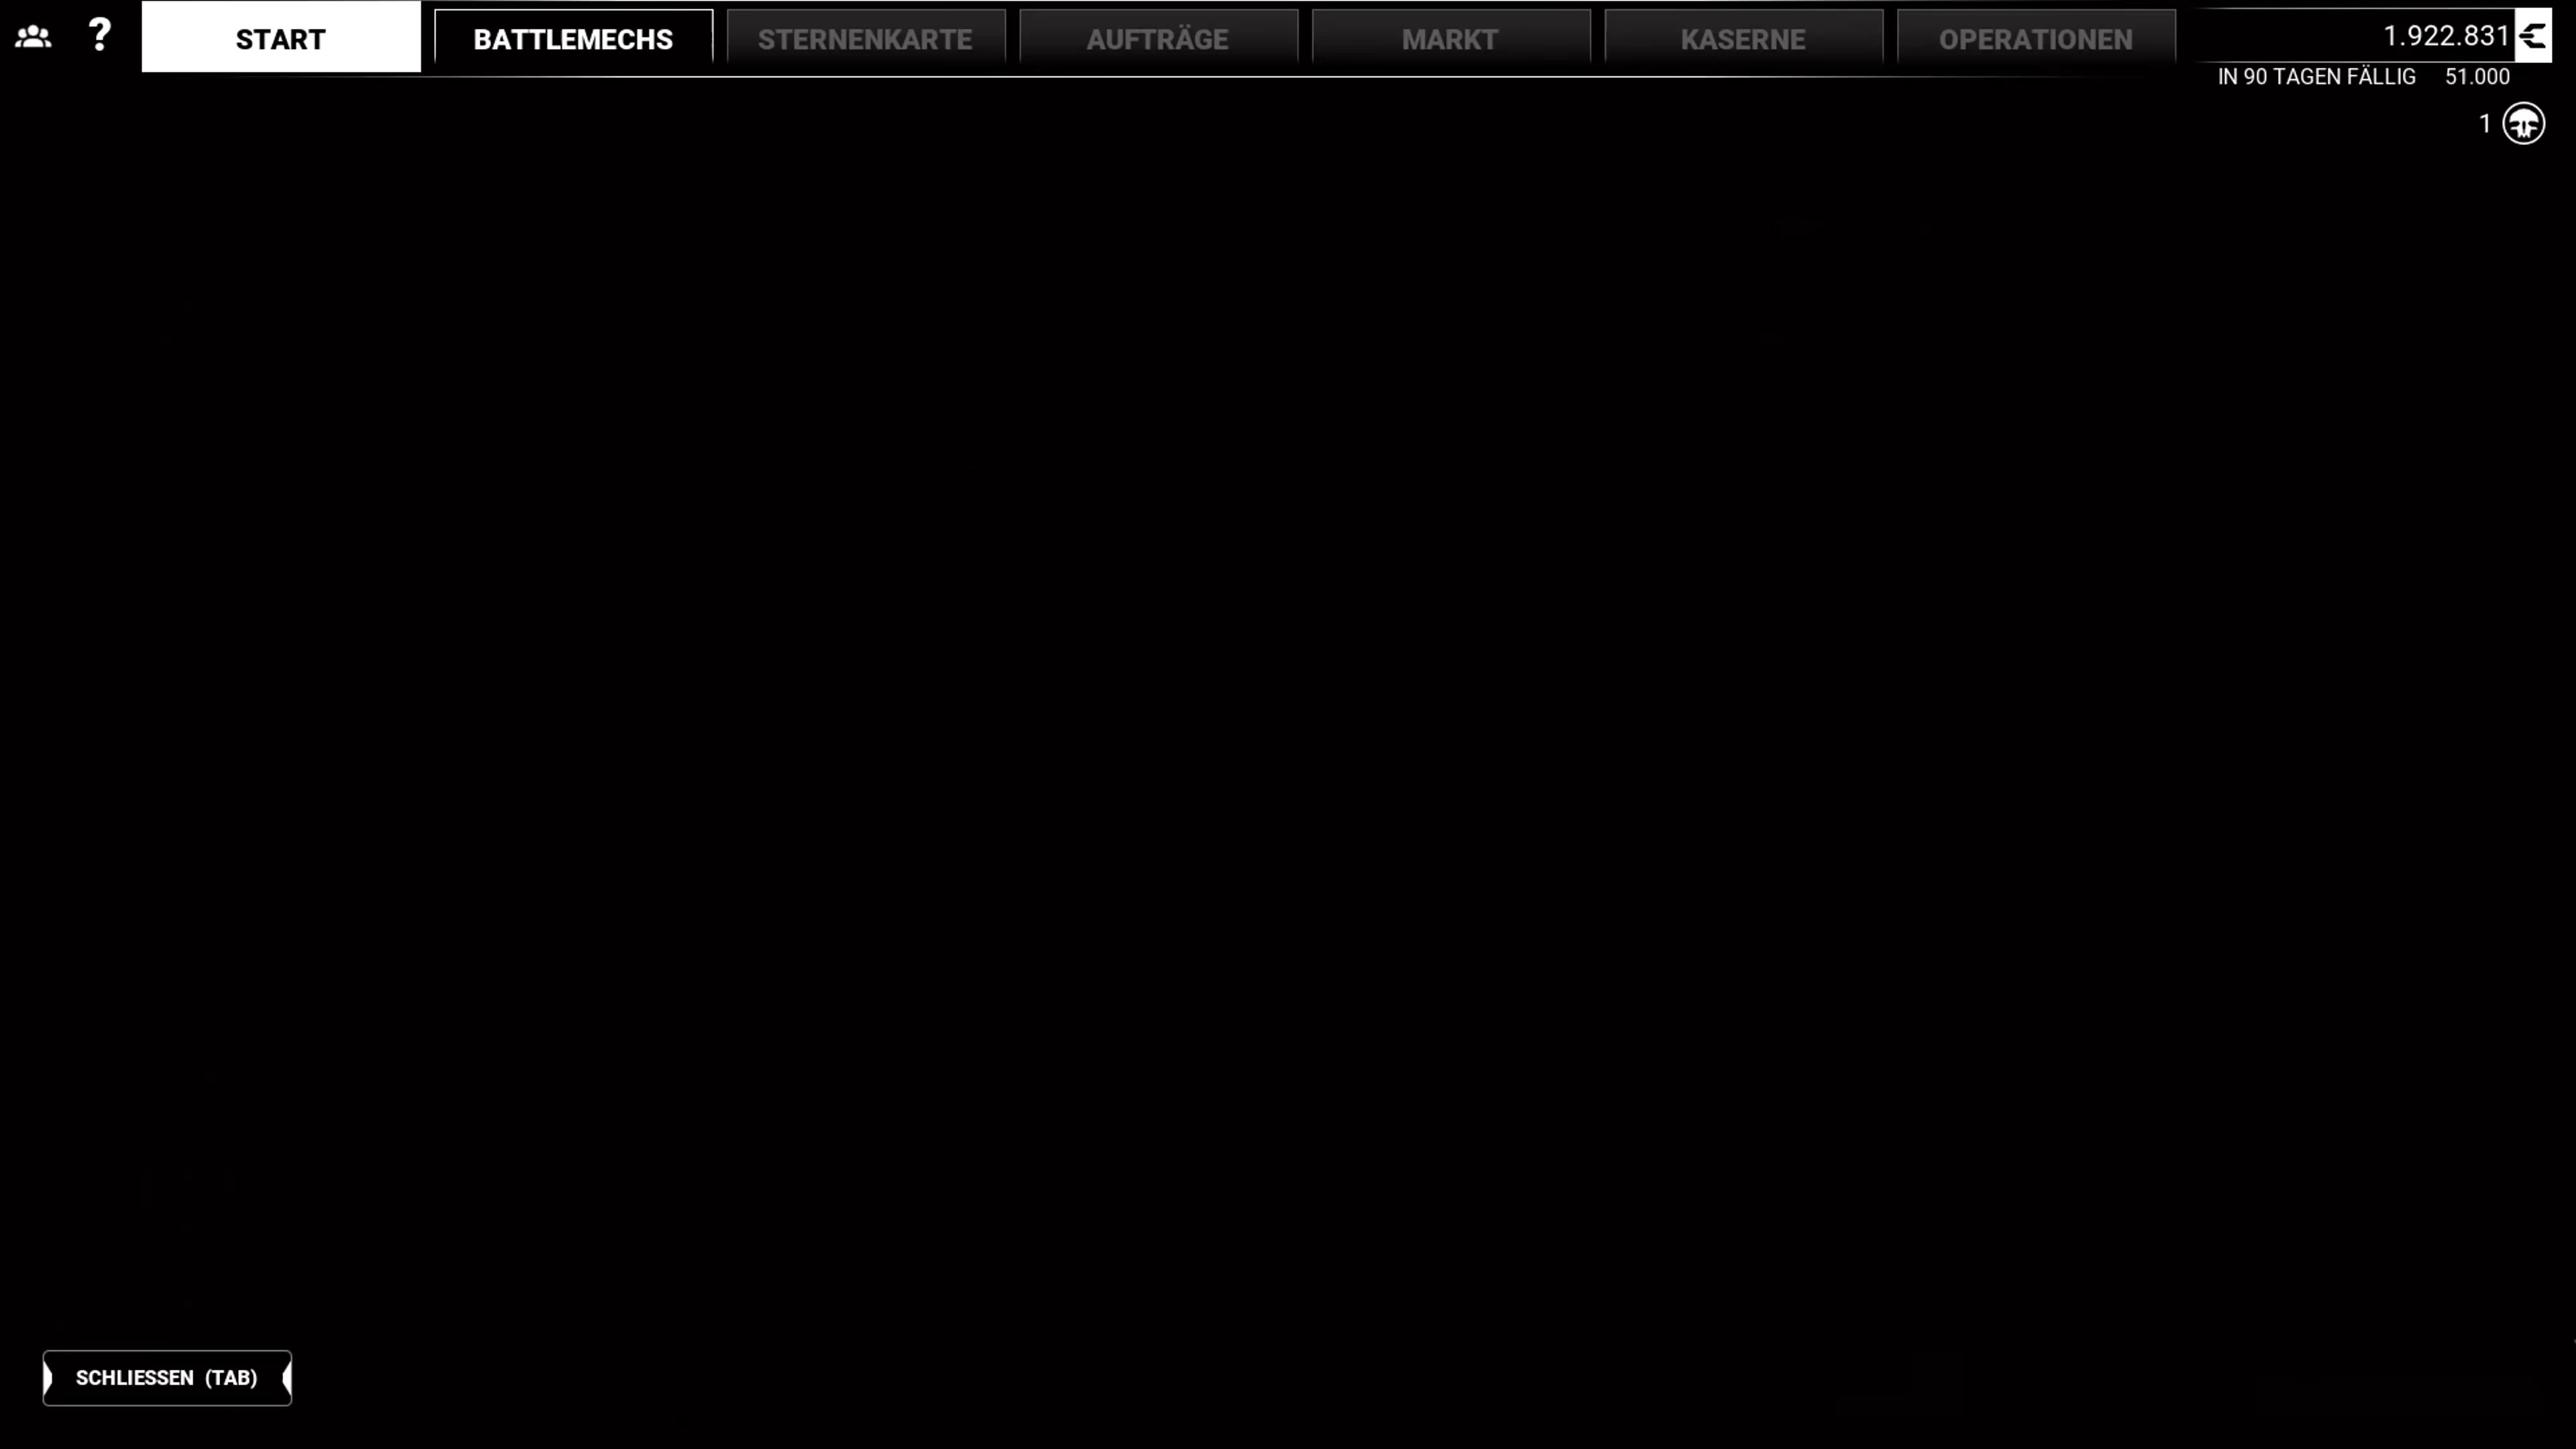 ? START BATTLEMECHS STERNENKARTE AUFTRÄGE MARKT KASERNE OPERATIONEN 1.922.831
IN 90 TAGEN FÄLLIG 51.000
1
SCHLIESSEN (TAB)